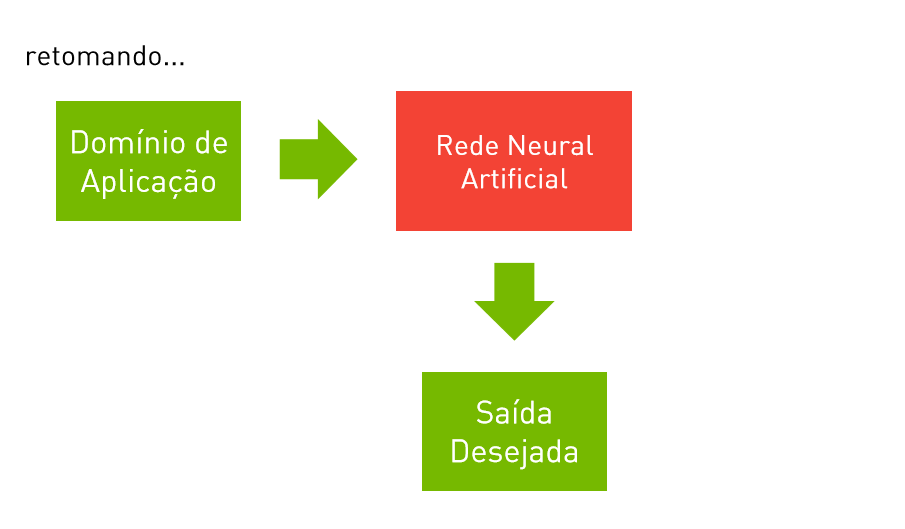 retomando...
Domínio de
Aplicação
Rede Neural
Artificial
Saída
Desejada